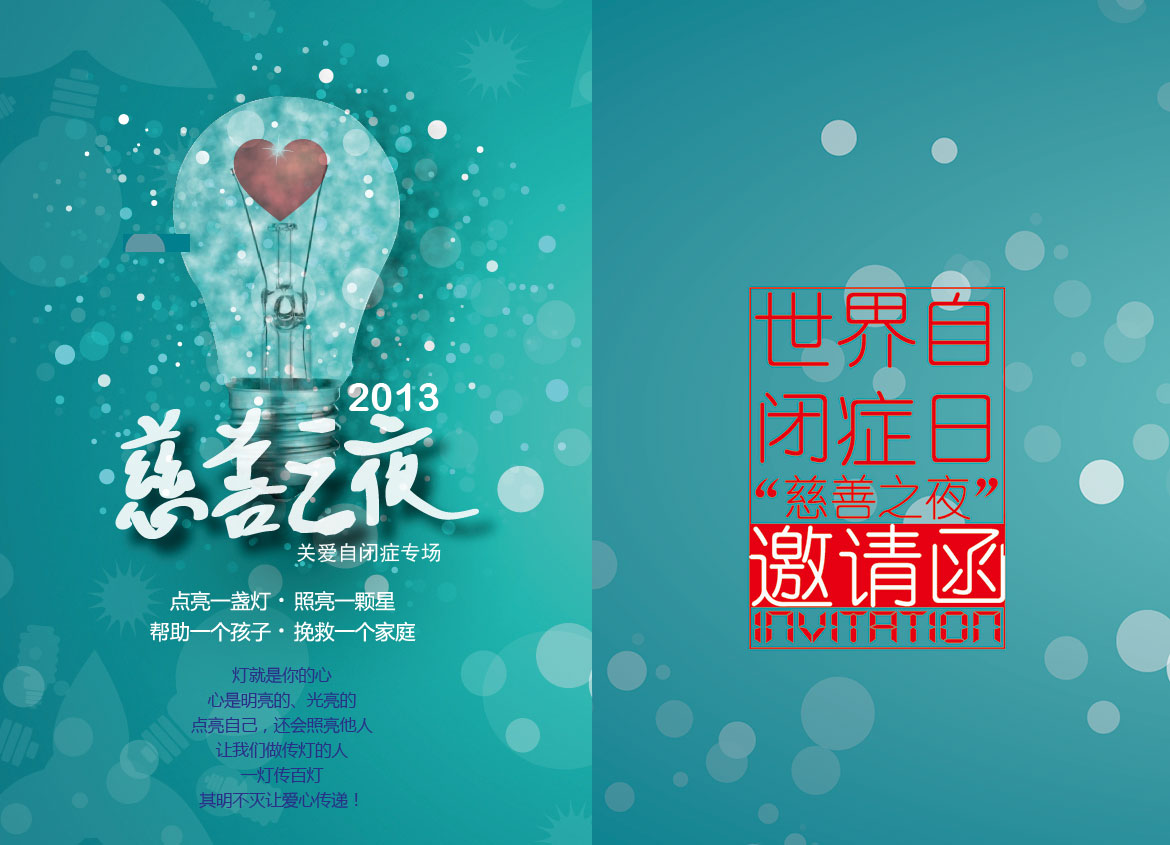 2013
慈善之夜
关爱自闭症专场
点亮一盏灯·照亮一颗星
帮助一个孩子·挽救一个家庭
灯就是你的心
心是明亮的、光亮的
点亮自己，还会照亮他人
让我们做传灯的人
一灯传百灯
其明不灭让爱心传递！
世界自
闭症日
“慈善之夜”
邀请函
INVITATION